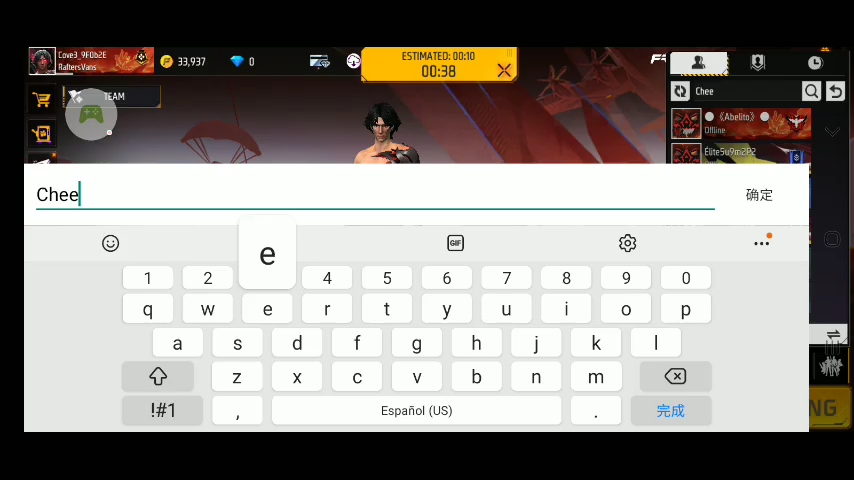 Cove3_9F0b2E
RaftersVans
33,937
0
ESTIMATED: 00:10
00:38
TEAM
Chee
《Abelito》
Offline
Chee
确定
GIF
e
1 2 4 5 6 7 8 9 0
q w e r t y u i o p
a s d f g h j k l
z x c v b n m
!#1 , Español (US) . 完成